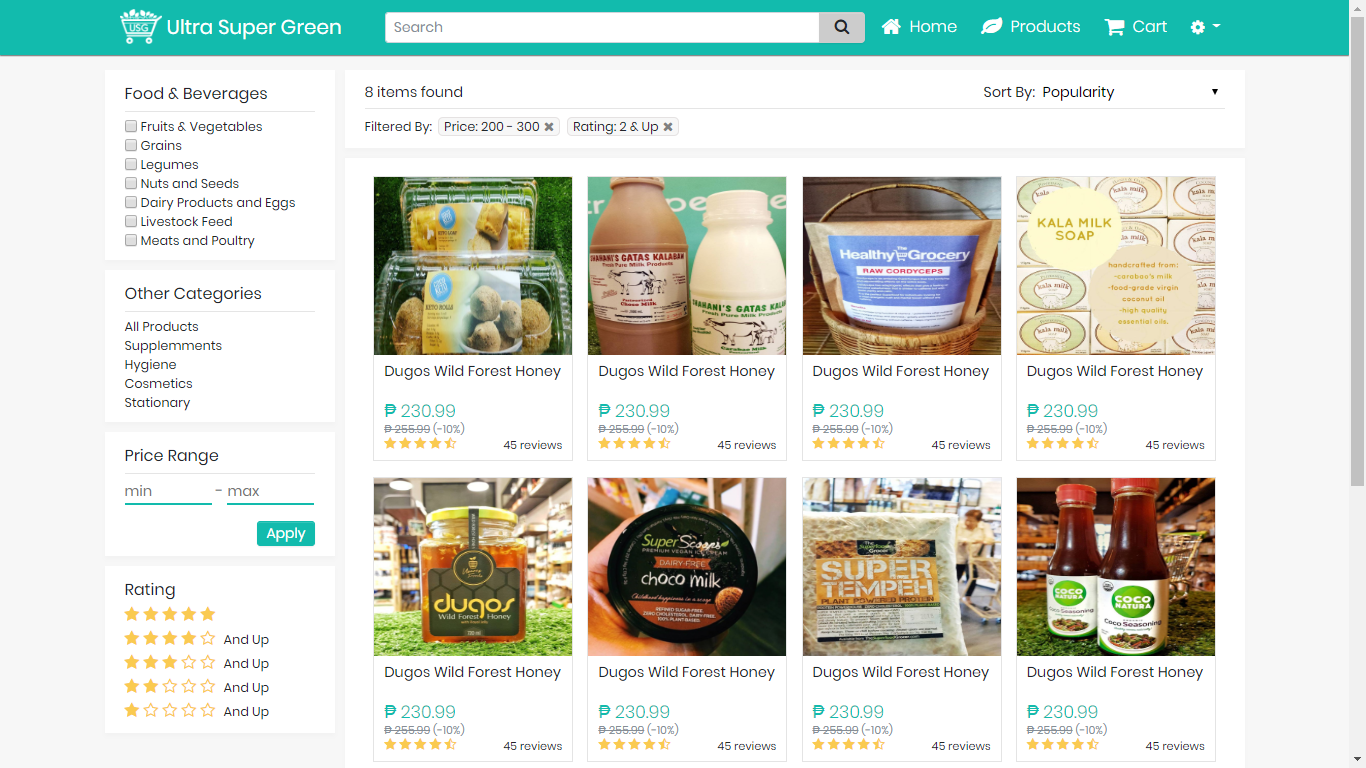 USG Ultra Super Green
Search
Home
Products
Cart
Food & Beverages
Fruits & Vegetables
Grains
Legumes
Nuts and Seeds
Dairy Products and Eggs
Livestock Feed
Meats and Poultry
Other Categories
All Products
Supplemments
Hygiene
Cosmetics
Stationary
Price Range
min - max
Apply
Rating
And Up
And Up
And Up
And Up
8 items found
Sort By: Popularity
Filtered By: Price: 200 - 300 ✖ Rating: 2 & Up ✖
KETO LOAF
KETO ROLLS
Dugos Wild Forest Honey
₱ 230.99
₱ 255.99 (-10%)
45 reviews
SHAHANI'S GATAS KALABAW
Fresh Pure Milk Products
Choco Milk
SHAHANI'S GATAS KALABAW
Fresh Pure Milk Products
Carabao Milk
Dugos Wild Forest Honey
₱ 230.99
₱ 255.99 (-10%)
45 reviews
The
Healthy Grocery
RAW CORDYCEPS
Dugos Wild Forest Honey
₱ 230.99
₱ 255.99 (-10%)
45 reviews
kala milk
KALA MILK
SOAP
handcrafted from:
-carabao's milk
-food-grade virgin
coconut oil
-high quality
essential oils.
Dugos Wild Forest Honey
₱ 230.99
₱ 255.99 (-10%)
45 reviews
dugos
Wild Forest Honey
Dugos Wild Forest Honey
₱ 230.99
₱ 255.99 (-10%)
45 reviews
Super Scoops
PREMIUM VEGAN ICE CREAM
DAIRY-FREE
choco milk
Childhood happiness in a scoop
REFINED SUGAR-FREE
ZERO CHOLESTEROL, DAIRY-FREE
100% PLANT-BASED
Dugos Wild Forest Honey
₱ 230.99
₱ 255.99 (-10%)
45 reviews
The
Superfood
Grocer
SUPER
TEMPEH
PLANT POWERED PROTEIN
Dugos Wild Forest Honey
₱ 230.99
₱ 255.99 (-10%)
45 reviews
COCO
NATURA
Coco Seasoning
COCO
NATURA
Coco Seasoning
Dugos Wild Forest Honey
₱ 230.99
₱ 255.99 (-10%)
45 reviews